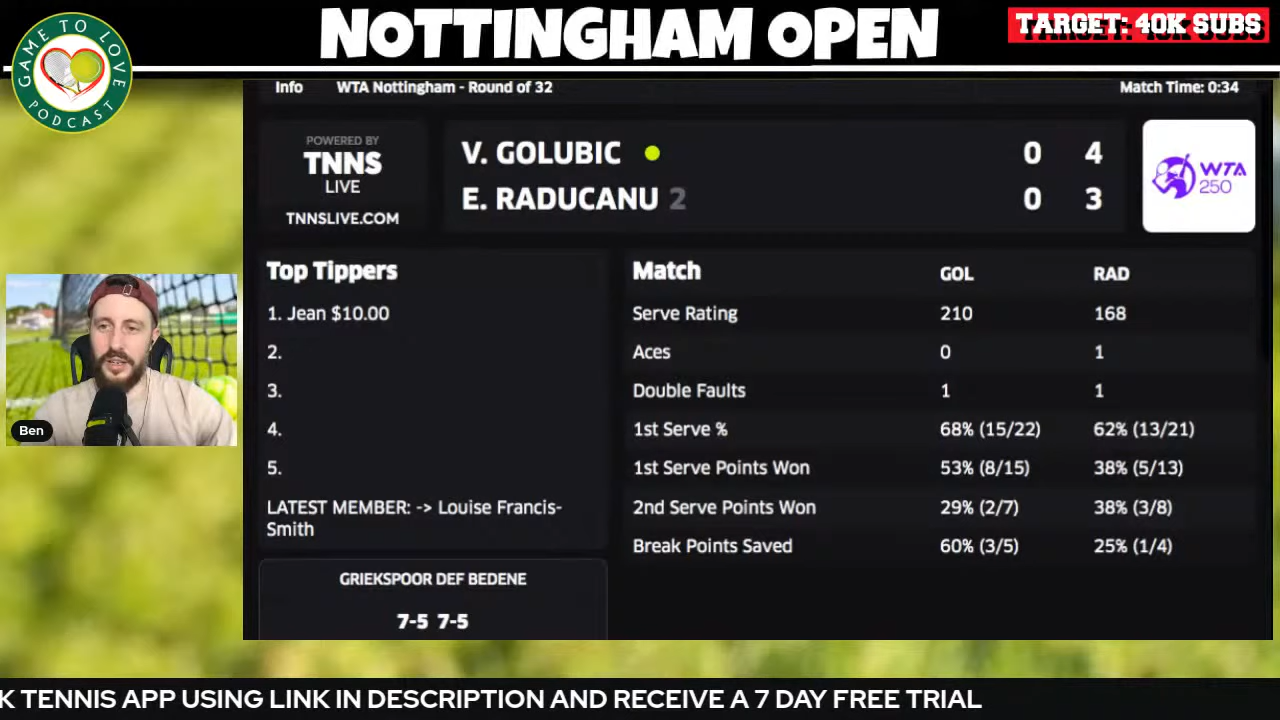 GAME TO LOVE
PODCAST
NOTTINGHAM OPEN
TARGET: 40K SUBS
Info WTA Nottingham - Round of 32 Match Time: 0:34
POWERED BY
TNNS
LIVE
TNNSLIVE.COM
V. GOLUBIC 0 4
E. RADUCANU 2 0 3
WTA
250
Top Tippers
1. Jean $10.00
2.
3.
4.
5.
LATEST MEMBER: -> Louise Francis-
Smith
GRIEKSPOOR DEF BEDENE
7-5 7-5
Match GOL RAD
Serve Rating 210 168
Aces 0 1
Double Faults 1 1
1st Serve % 68% (15/22) 62% (13/21)
1st Serve Points Won 53% (8/15) 38% (5/13)
2nd Serve Points Won 29% (2/7) 38% (3/8)
Break Points Saved 60% (3/5) 25% (1/4)
Ben
K TENNIS APP USING LINK IN DESCRIPTION AND RECEIVE A 7 DAY FREE TRIAL